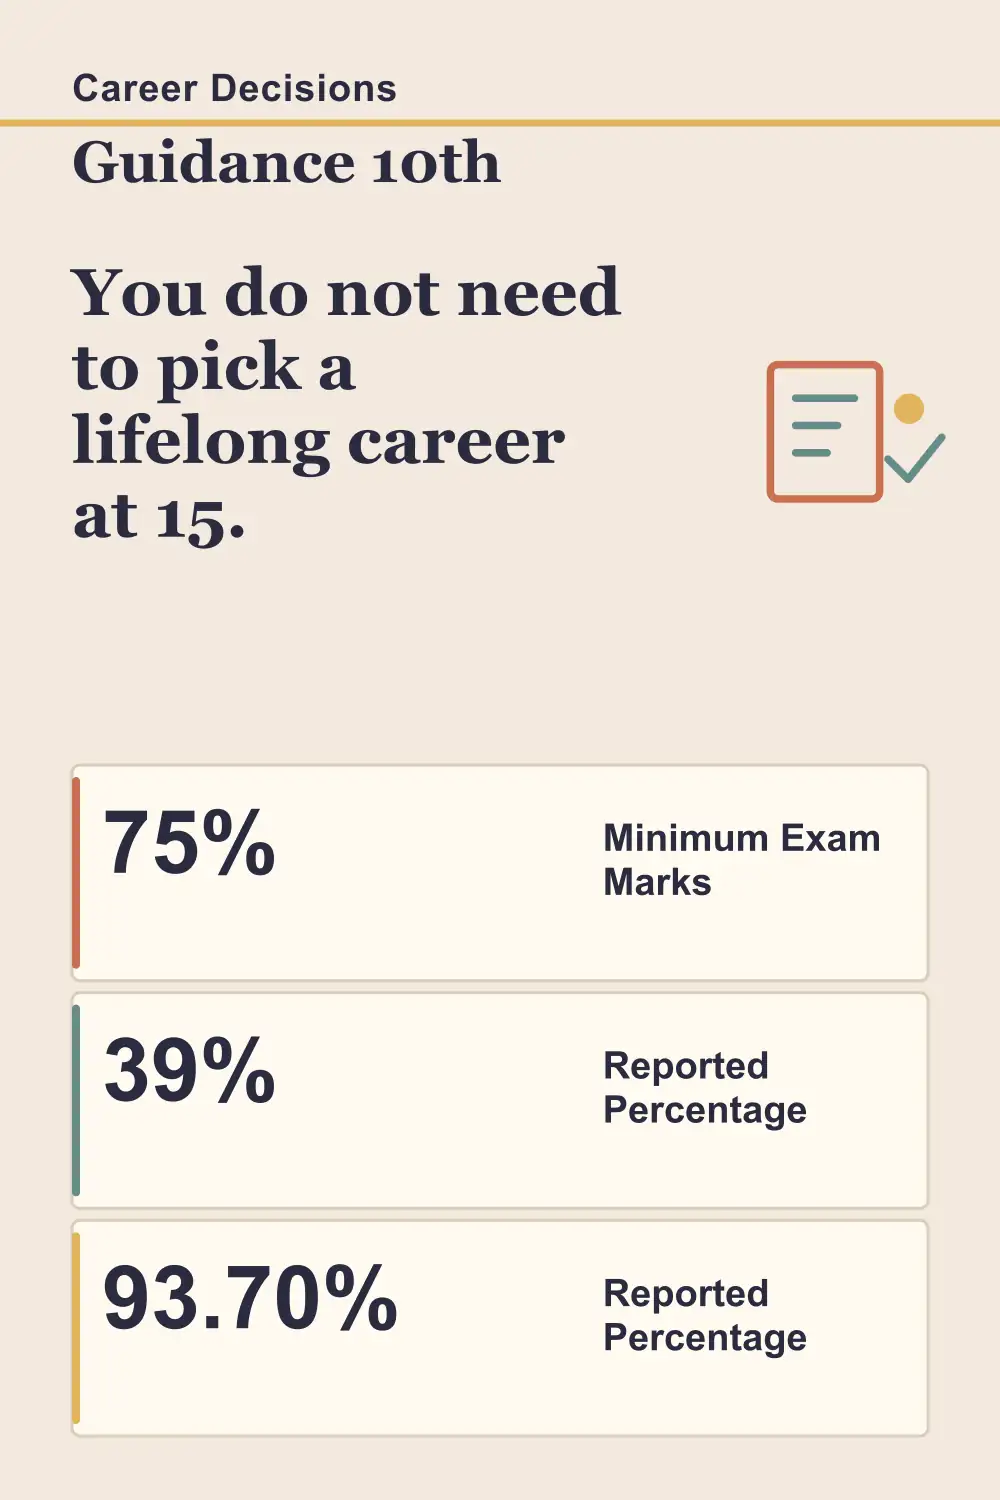 Career Decisions
Guidance 10th
You do not need
to pick a
lifelong career
at 15.
75%
Minimum Exam
Marks
39%
Reported
Percentage
93.70%
Reported
Percentage